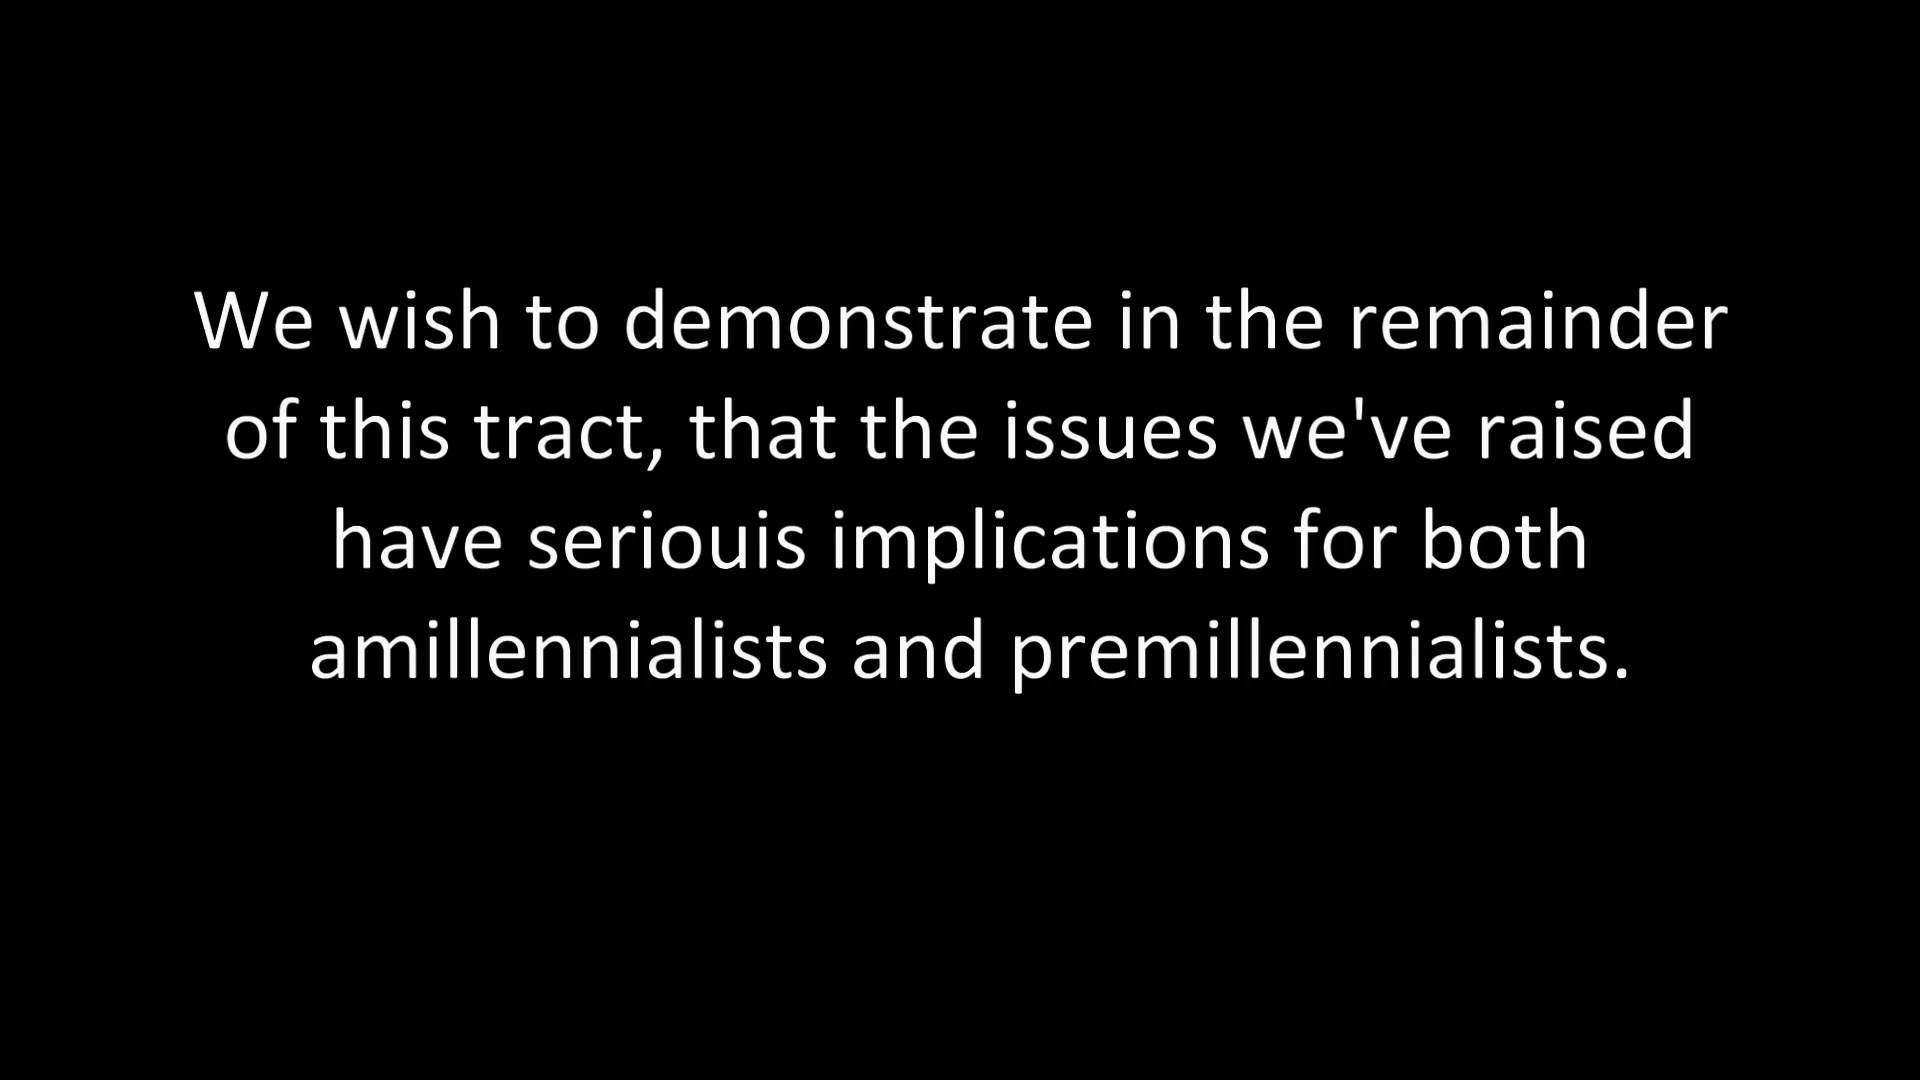 We wish to demonstrate in the remainder
of this tract, that the issues we've raised
have seriouis implications for both
amillennialists and premillennialists.